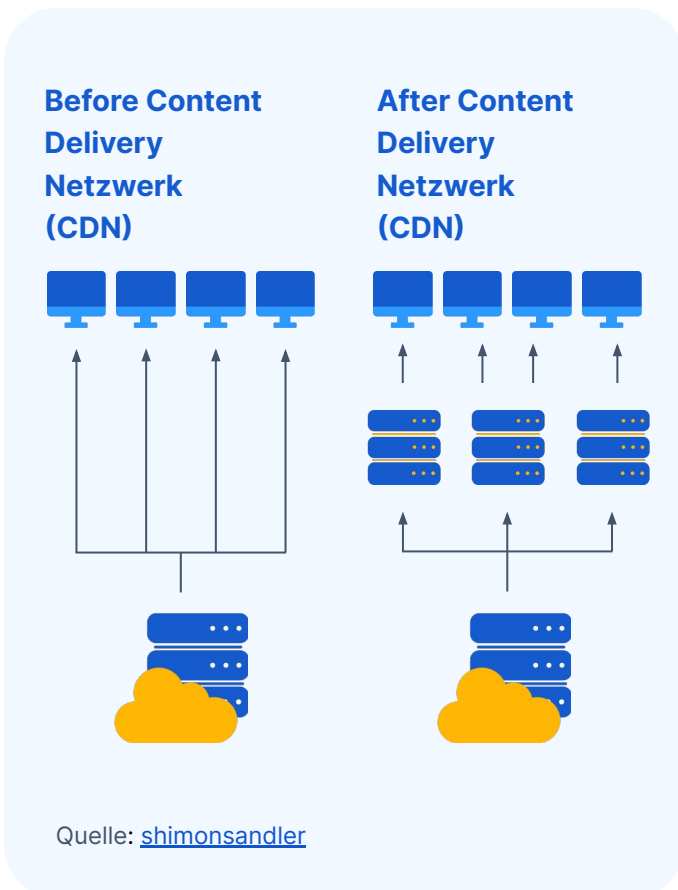 Before Content
Delivery
Netzwerk
(CDN)
After Content
Delivery
Netzwerk
(CDN)
Quelle: shimonsandler